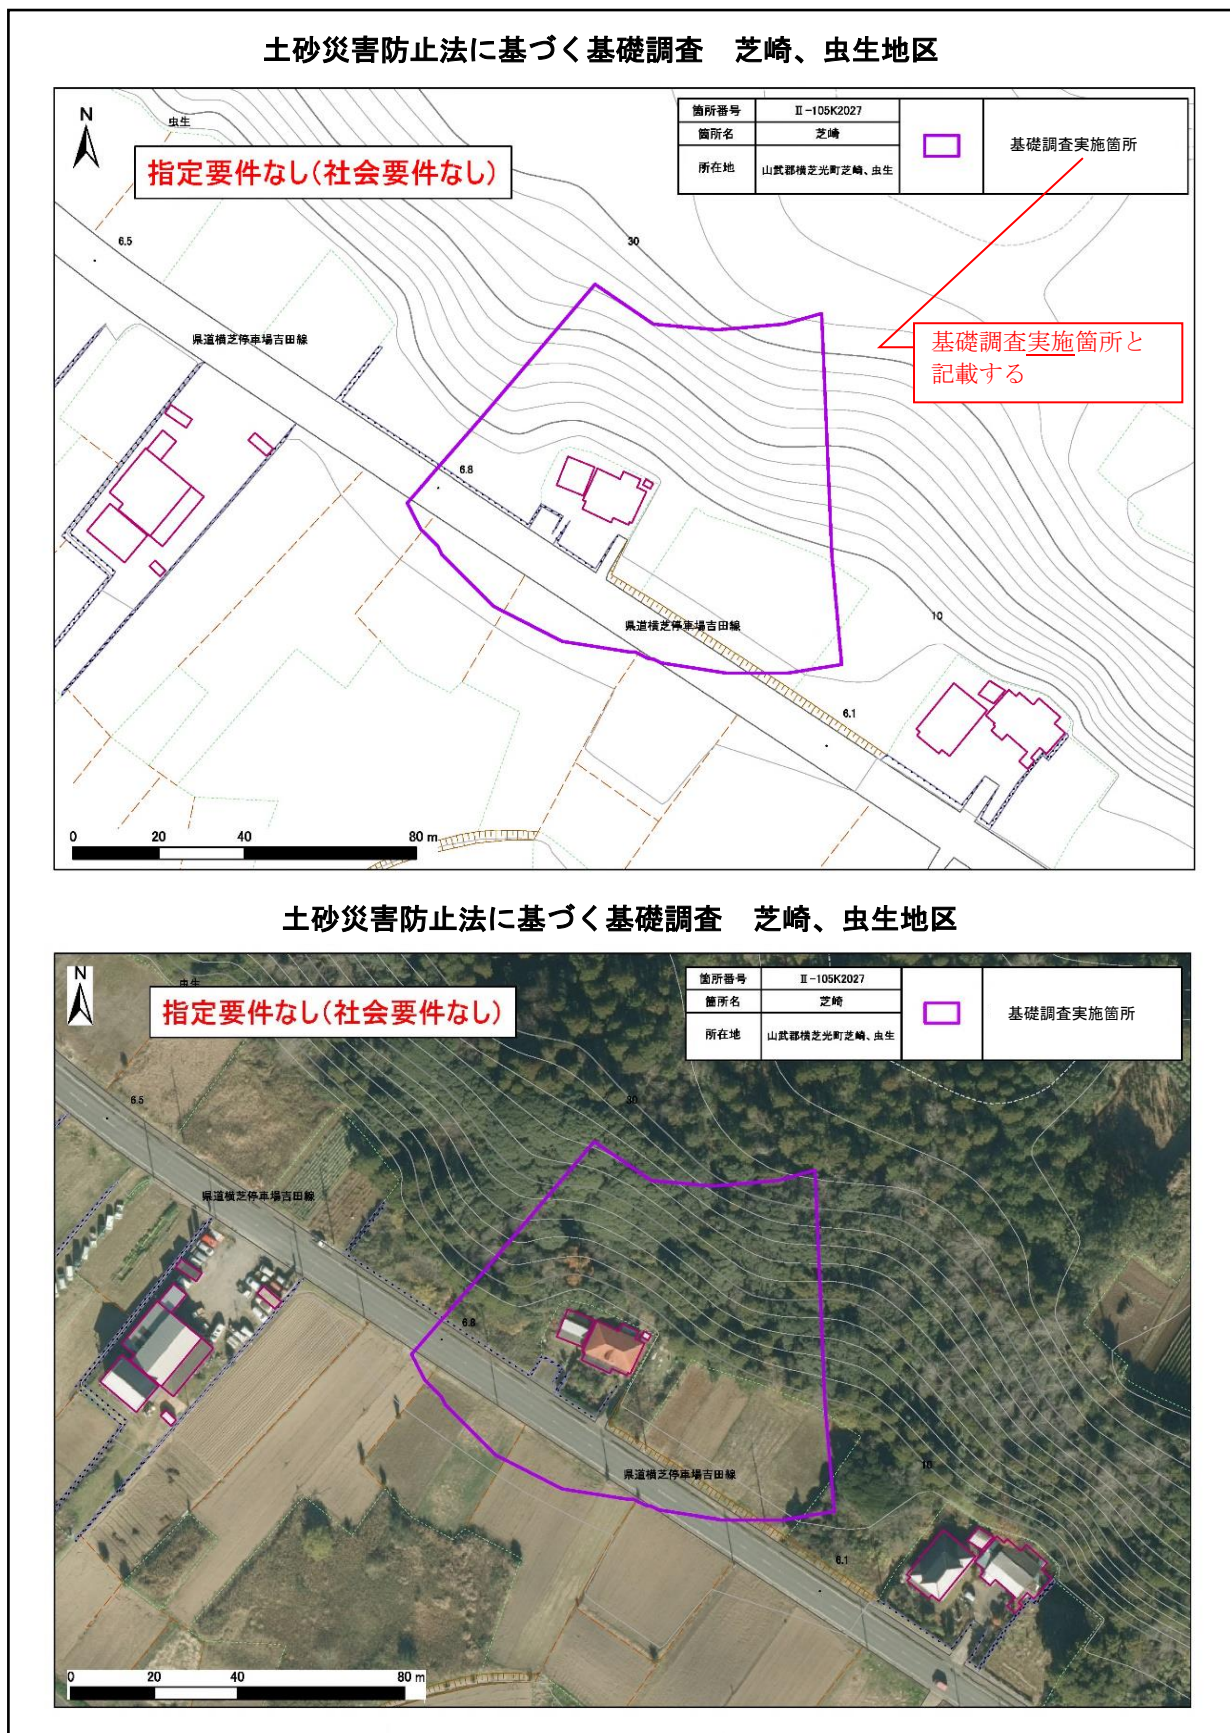 土砂災害防止法に基づく基礎調査　芝崎、虫生地区
N
虫生
指定要件なし(社会要件なし)
箇所番号 Ⅱ-105K2027
箇所名 芝崎
所在地 山武郡横芝光町芝崎、虫生
基礎調査実施箇所
6.5
30
県道横芝停車場吉田線
基礎調査実施箇所と
記載する
6.8
10
県道横芝停車場吉田線
6.1
0 20 40 80 m
土砂災害防止法に基づく基礎調査　芝崎、虫生地区
N
虫生
指定要件なし(社会要件なし)
箇所番号 Ⅱ-105K2027
箇所名 芝崎
所在地 山武郡横芝光町芝崎、虫生
基礎調査実施箇所
6.5
30
県道横芝停車場吉田線
6.8
10
県道横芝停車場吉田線
6.1
0 20 40 80 m